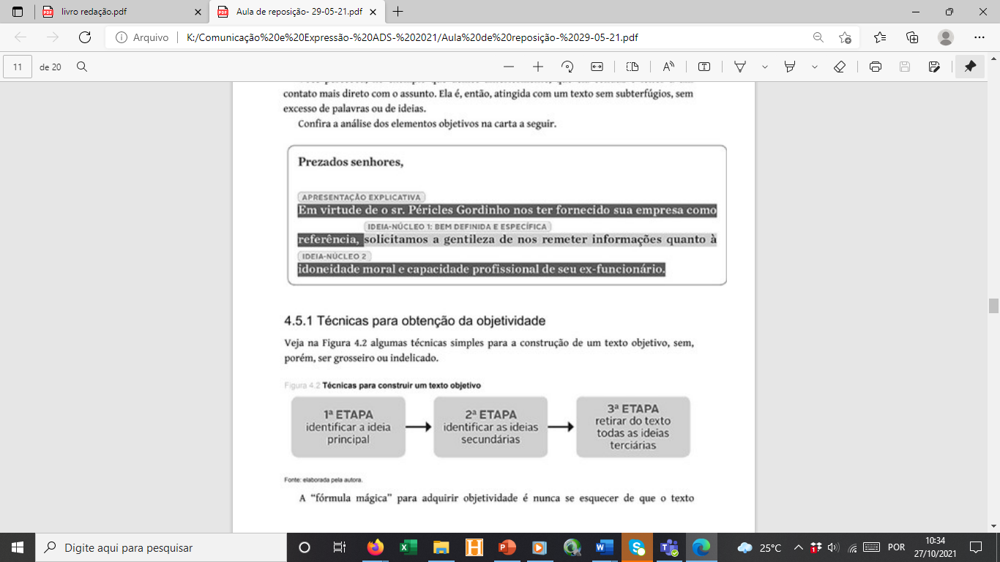 livro redação.pdf
Aula de reposição- 29-05-21.pdf
Arquivo
K:/Comunicação%20e%20Expressão-%20ADS-%202021/Aula%20de%20reposição-%2029-05-21.pdf
11 de 20
contato mais direto com o assunto. Ela é, então, atingida com um texto sem subterfúgios, sem
excesso de palavras ou de ideias.
Confira a análise dos elementos objetivos na carta a seguir.
Prezados senhores,
APRESENTAÇÃO EXPLICATIVA
Em virtude de o sr. Péricles Gordinho nos ter fornecido sua empresa como
IDEIA-NÚCLEO 1: BEM DEFINIDA E ESPECÍFICA
referência, solicitamos a gentileza de nos remeter informações quanto à
IDEIA-NÚCLEO 2
idoneidade moral e capacidade profissional de seu ex-funcionário.
4.5.1 Técnicas para obtenção da objetividade
Veja na Figura 4.2 algumas técnicas simples para a construção de um texto objetivo, sem,
porém, ser grosseiro ou indelicado.
Figura 4.2 Técnicas para construir um texto objetivo
1ª ETAPA
identificar a ideia
principal
2ª ETAPA
identificar as ideias
secundárias
3ª ETAPA
retirar do texto
todas as ideias
terciárias
Fonte: elaborada pela autora.
A “fórmula mágica” para adquirir objetividade é nunca se esquecer de que o texto
Digite aqui para pesquisar
25°C
POR
10:34
27/10/2021